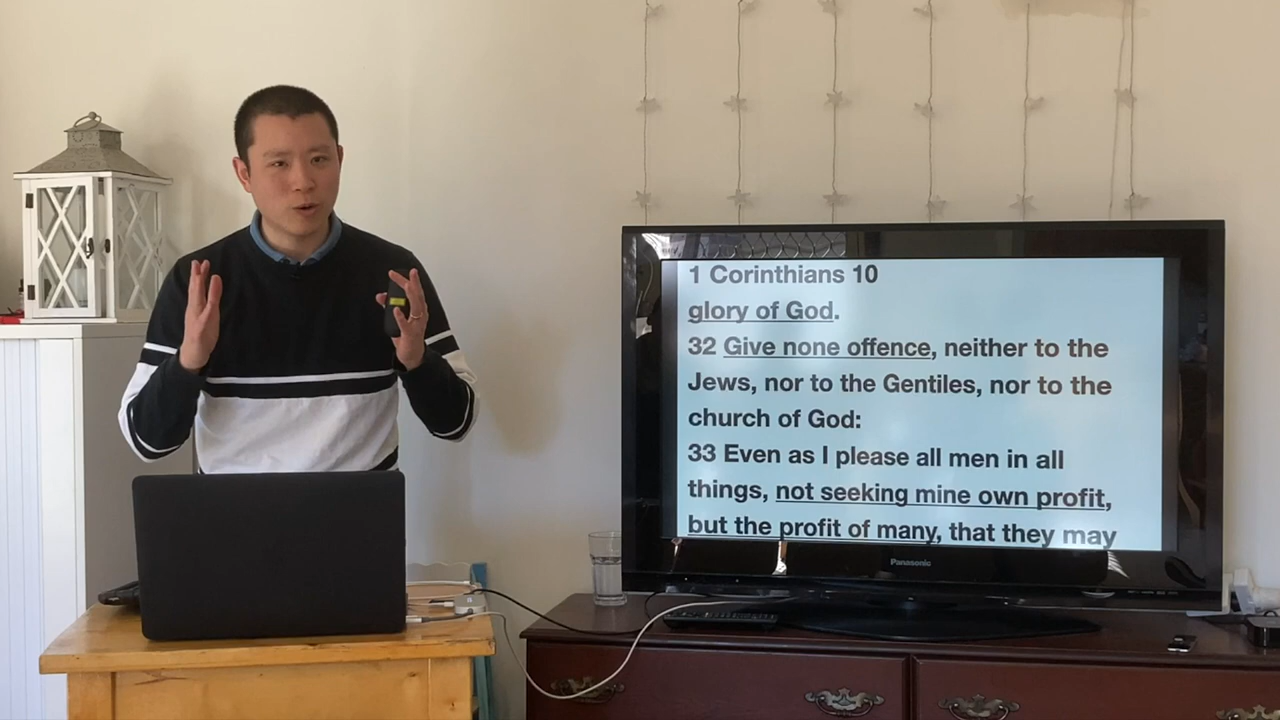 1 Corinthians 10
glory of God.
32 Give none offence, neither to the
Jews, nor to the Gentiles, nor to the
church of God:
33 Even as I please all men in all
things, not seeking mine own profit,
but the profit of many, that they may
Panasonic